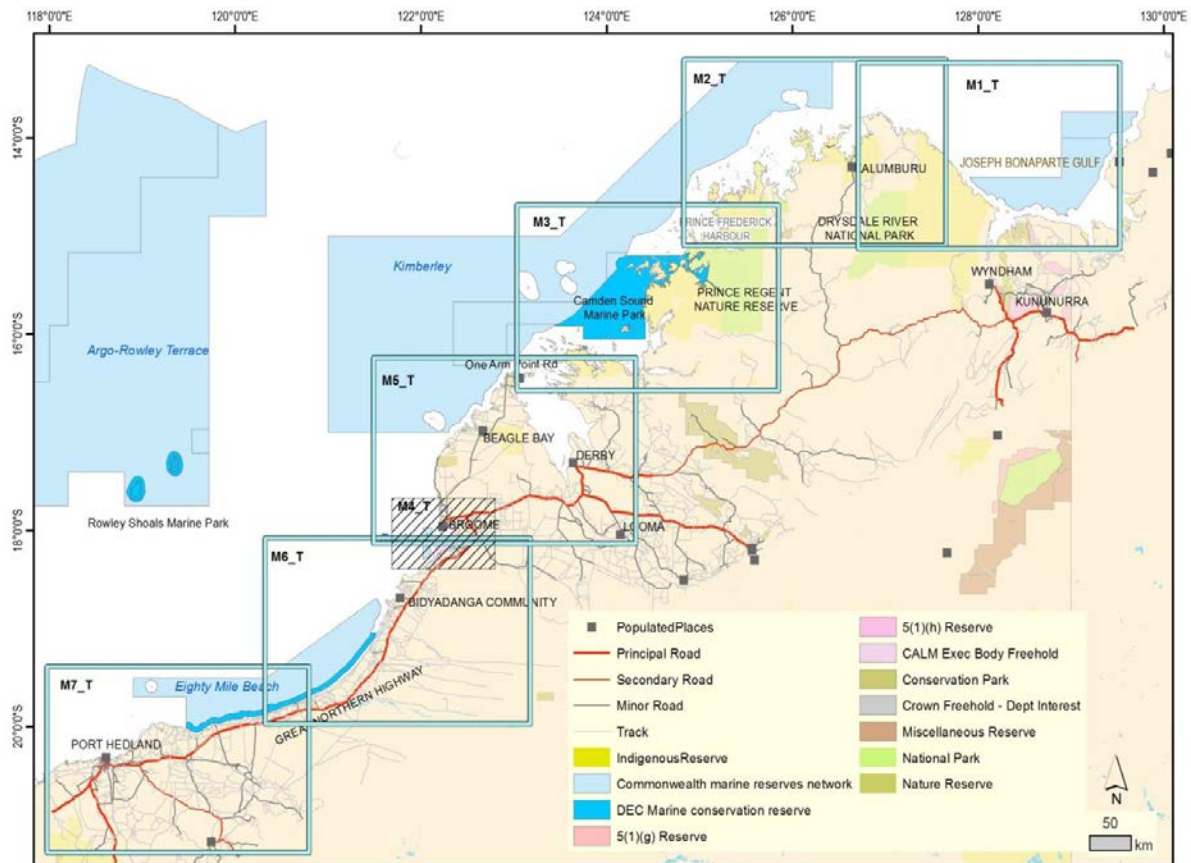 118°0'0"E 120°0'0"E 122°0'0"E 124°0'0"E 126°0'0"E 128°0'0"E 130°0'0"E
14°0'0"S
16°0'0"S
18°0'0"S
20°0'0"S
M2_T
M1_T
JOSEPH BONAPARTE GULF
KALUMBURU
M3_T
PRINCE FREDERICK
HARBOUR
DRYSDALE RIVER
NATIONAL PARK
Kimberley
WYNDHAM
PRINCE REGENT
NATURE RESERVE
KUNUNURRA
Camden Sound
Marine Park
Argo-Rowley Terrace
One Arm Point Rd
M5_T
BEAGLE BAY
DERBY
M4_T
Rowley Shoals Marine Park
BROOME
LOOMA
M6_T
BIDYADANGA COMMUNITY
M7_T
Eighty Mile Beach
GREAT NORTHERN HIGHWAY
PORT HEDLAND
PopulatedPlaces
Principal Road
Secondary Road
Minor Road
Track
IndigenousReserve
Commonwealth marine reserves network
DEC Marine conservation reserve
5(1)(g) Reserve
5(1)(h) Reserve
CALM Exec Body Freehold
Conservation Park
Crown Freehold - Dept Interest
Miscellaneous Reserve
National Park
Nature Reserve
N
50
km